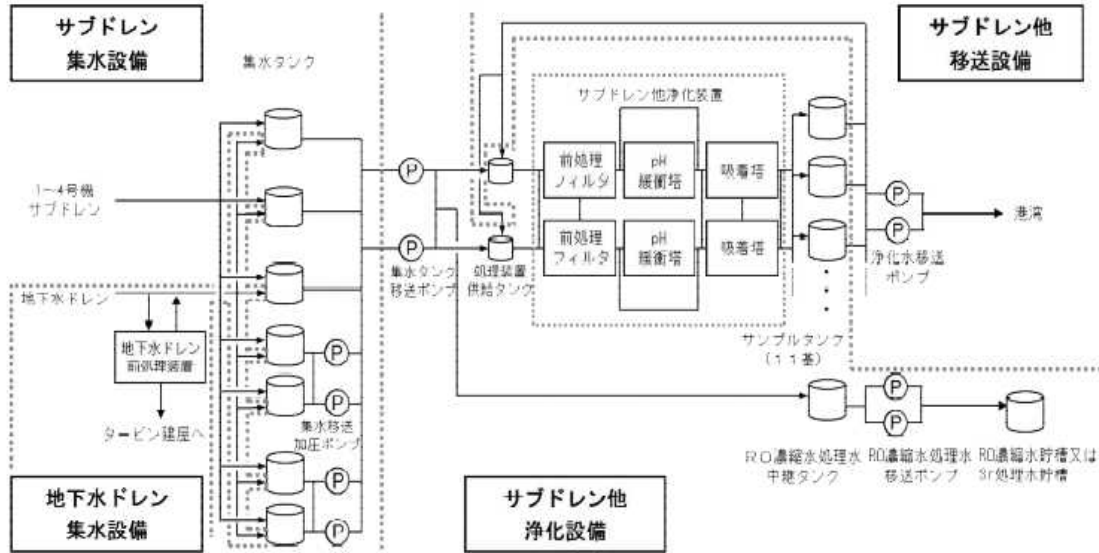 サブドレン
集水設備
サブドレン他
移送設備
集水タンク
サブドレン他浄化装置
前処理
フィルタ
pH
緩衝塔
吸着塔
P
1~4号機
サブドレン
P
港湾
前処理
フィルタ
pH
緩衝塔
吸着塔
P
P
集水タンク
移送ポンプ
処理装置
供給タンク
浄化水移送
ポンプ
地下水ドレン
地下水ドレン
前処理装置
P
サンプルタンク
(11基)
P
P
集水移送
加圧ポンプ
P
タービン建屋へ
RO濃縮水処理水
中継タンク
RO濃縮水処理水
移送ポンプ
RO濃縮水貯槽又は
Sr処理水貯槽
P
P
地下水ドレン
集水設備
サブドレン他
浄化設備